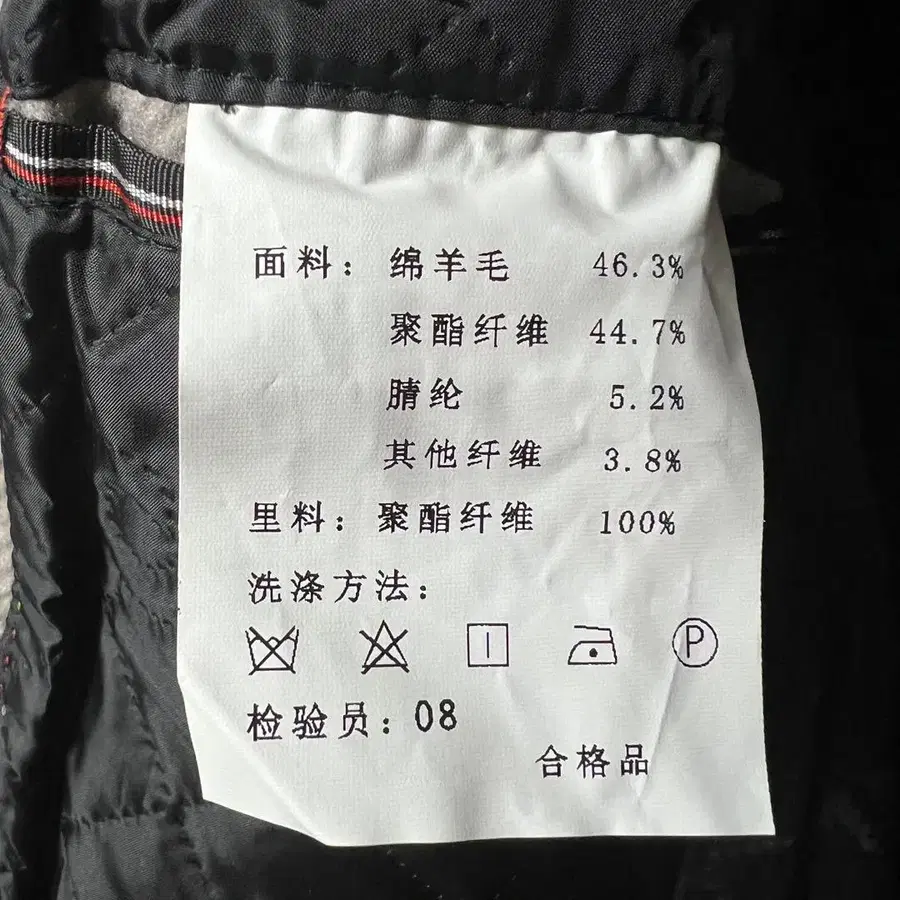 面料：绵羊毛 46.3%
聚酯纤维 44.7%
腈纶 5.2%
其他纤维 3.8%
里料：聚酯纤维 100%
洗涤方法：
P
检验员：08
合格品